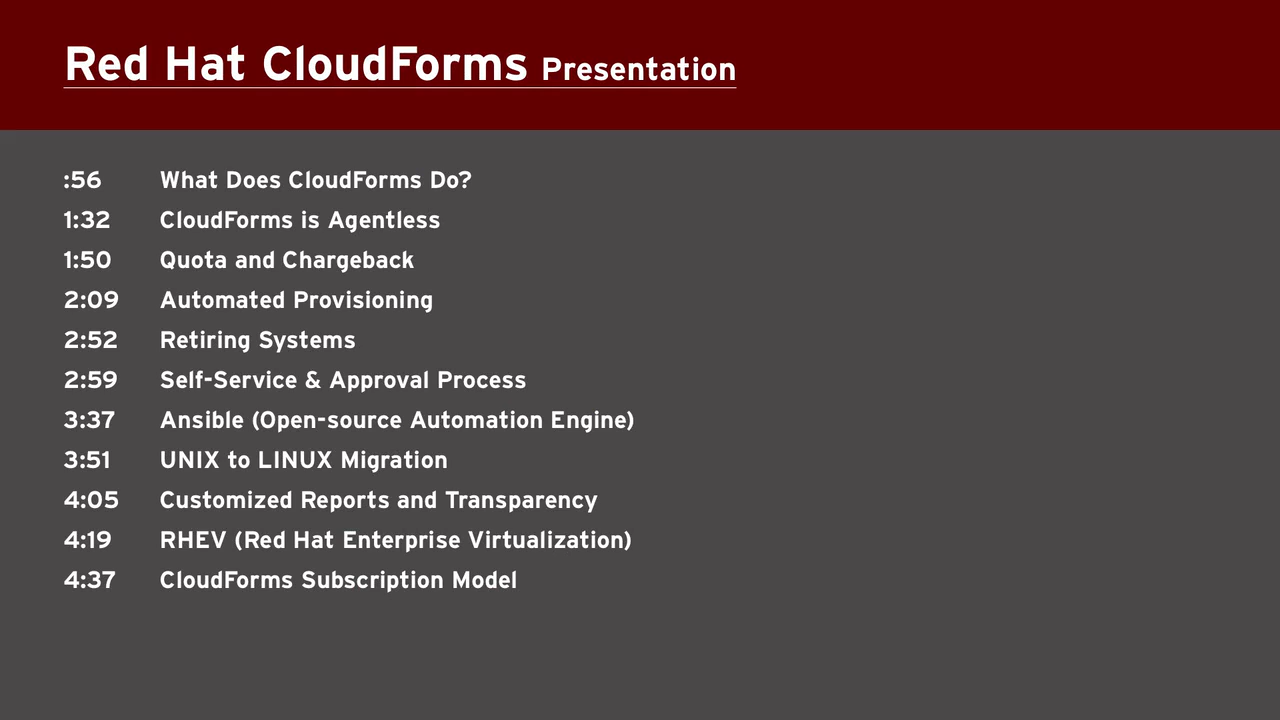 Red Hat CloudForms Presentation
:56 What Does CloudForms Do?
1:32 CloudForms is Agentless
1:50 Quota and Chargeback
2:09 Automated Provisioning
2:52 Retiring Systems
2:59 Self-Service & Approval Process
3:37 Ansible (Open-source Automation Engine)
3:51 UNIX to LINUX Migration
4:05 Customized Reports and Transparency
4:19 RHEV (Red Hat Enterprise Virtualization)
4:37 CloudForms Subscription Model